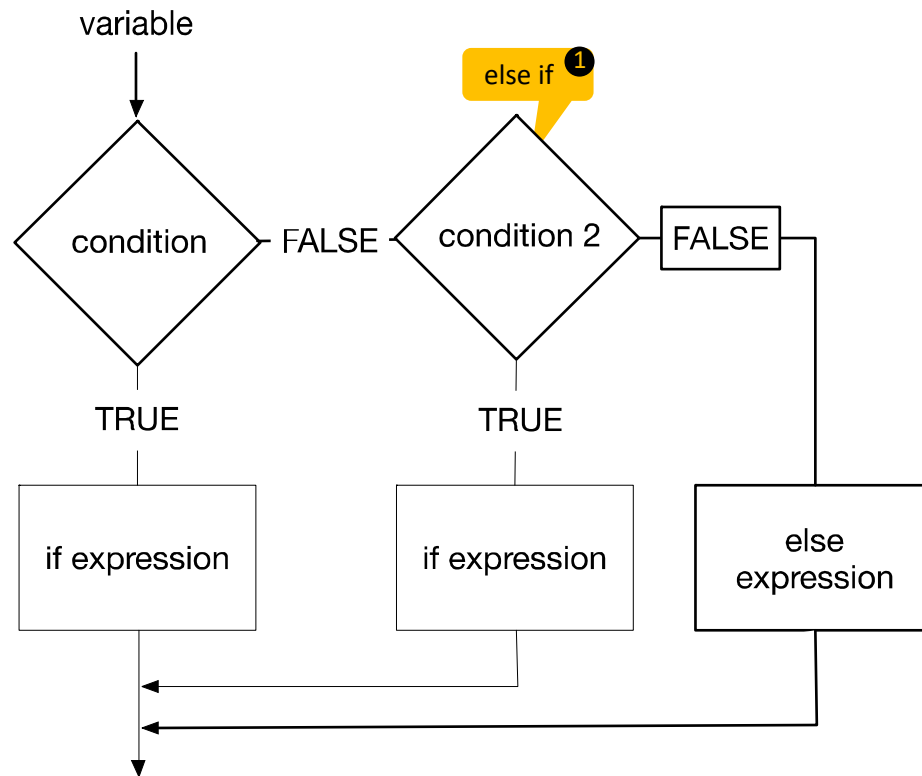 variable
else if 1
condition
FALSE
condition 2
FALSE
TRUE
TRUE
if expression
if expression
else
expression